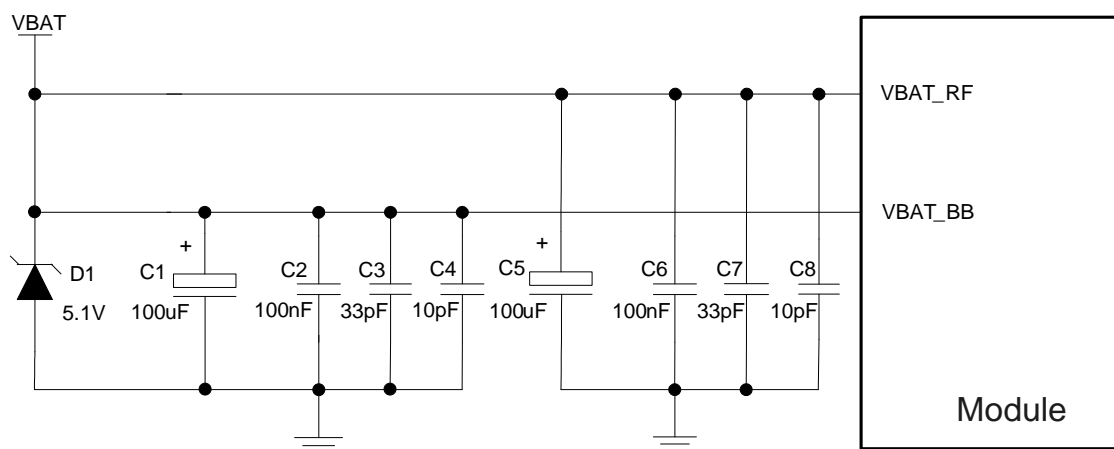 VBAT
VBAT_RF
VBAT_BB
+
+
D1
C1
C2
C3
C4
C5
C6
C7
C8
5.1V
100uF
100nF
33pF
10pF
100uF
100nF
33pF
10pF
Module